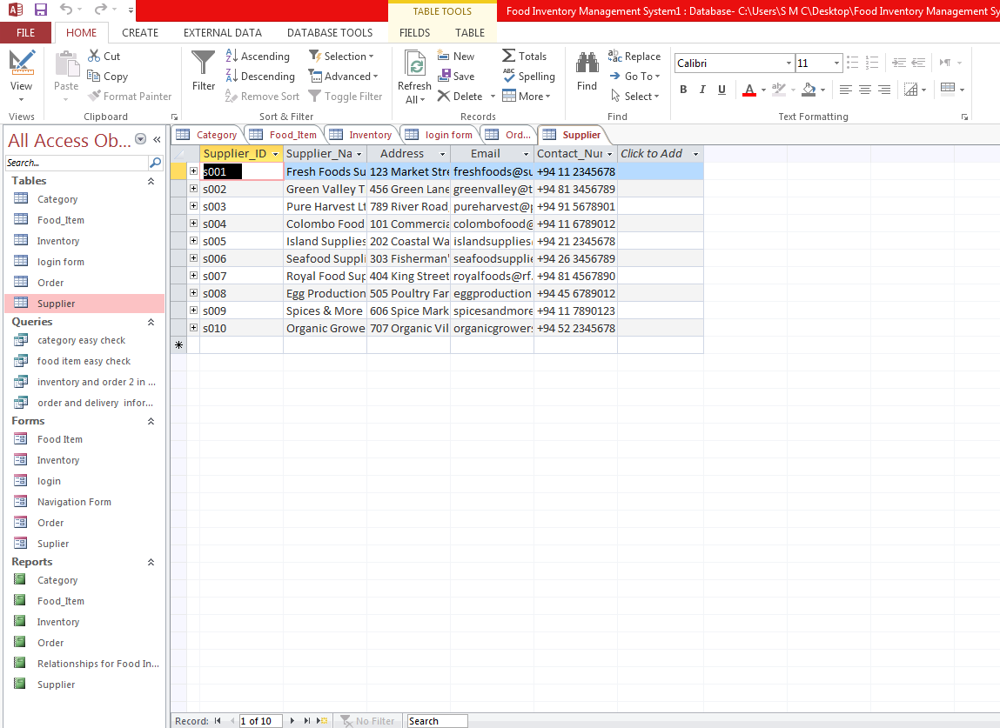 Food Inventory Management System1 : Database- C:\Users\S M C\Desktop\Food Inventory Management Sy
TABLE TOOLS
FILE HOME CREATE EXTERNAL DATA DATABASE TOOLS FIELDS TABLE
View
Views
Paste
Cut
Copy
Format Painter
Clipboard
Filter
Ascending
Descending
Remove Sort
Selection
Advanced
Toggle Filter
Sort & Filter
Refresh
All
New
Save
Delete
Totals
Spelling
More
Records
Find
Replace
Go To
Select
Find
Calibri 11
B I U A
Text Formatting
All Access Ob...
Search...
Tables
Category
Food_Item
Inventory
login form
Order
Supplier
Queries
category easy check
food item easy check
inventory and order 2 in ...
order and delivery infor...
Forms
Food Item
Inventory
login
Navigation Form
Order
Suplier
Reports
Category
Food_Item
Inventory
Order
Relationships for Food In...
Supplier
Category Food_Item Inventory login form Ord... Supplier
Supplier_ID Supplier_Na Address Email Contact_Nur Click to Add
s001 Fresh Foods Su 123 Market Stre freshfoods@su +94 11 2345678
s002 Green Valley T 456 Green Lane greenvalley@t +94 81 3456789
s003 Pure Harvest Lt 789 River Road, pureharvest@p +94 91 5678901
s004 Colombo Food 101 Commercia colombofood@ +94 11 6789012
s005 Island Supplies 202 Coastal Wa islandsupplies@ +94 21 2345678
s006 Seafood Suppli 303 Fisherman' seafoodsupplie +94 26 3456789
s007 Royal Food Sup 404 King Street royalfoods@rf. +94 81 4567890
s008 Egg Production 505 Poultry Far eggproduction +94 45 6789012
s009 Spices & More 606 Spice Mark spicesandmore +94 11 7890123
s010 Organic Growe 707 Organic Vil organicgrowers +94 52 2345678
Record: 1 of 10 No Filter Search